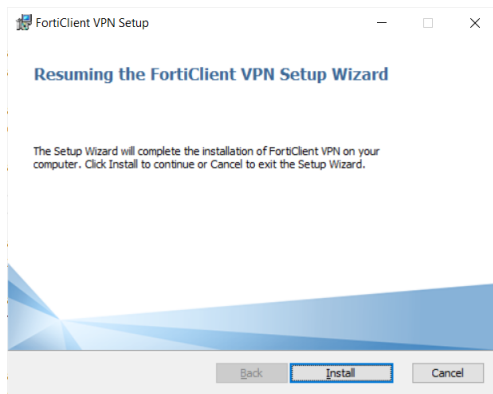 FortiClient VPN Setup
Resuming the FortiClient VPN Setup Wizard
The Setup Wizard will complete the installation of FortiClient VPN on your
computer. Click Install to continue or Cancel to exit the Setup Wizard.
Back Install Cancel